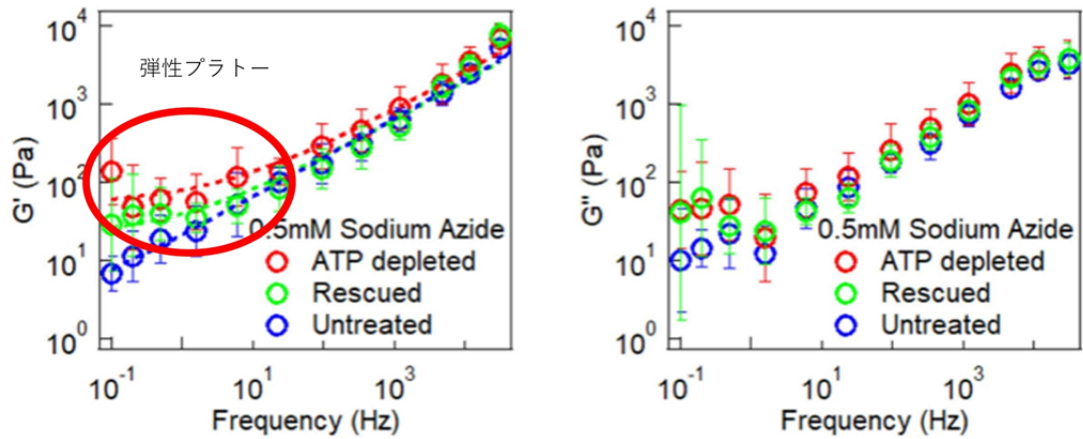 弾性プラトー
10⁴
10³
10²
10¹
10⁰
G' (Pa)
0.5mM Sodium Azide
ATP depleted
Rescued
Untreated
10⁻¹
10¹
10³
Frequency (Hz)
10⁴
10³
10²
10¹
10⁰
G" (Pa)
0.5mM Sodium Azide
ATP depleted
Rescued
Untreated
10⁻¹
10¹
10³
Frequency (Hz)